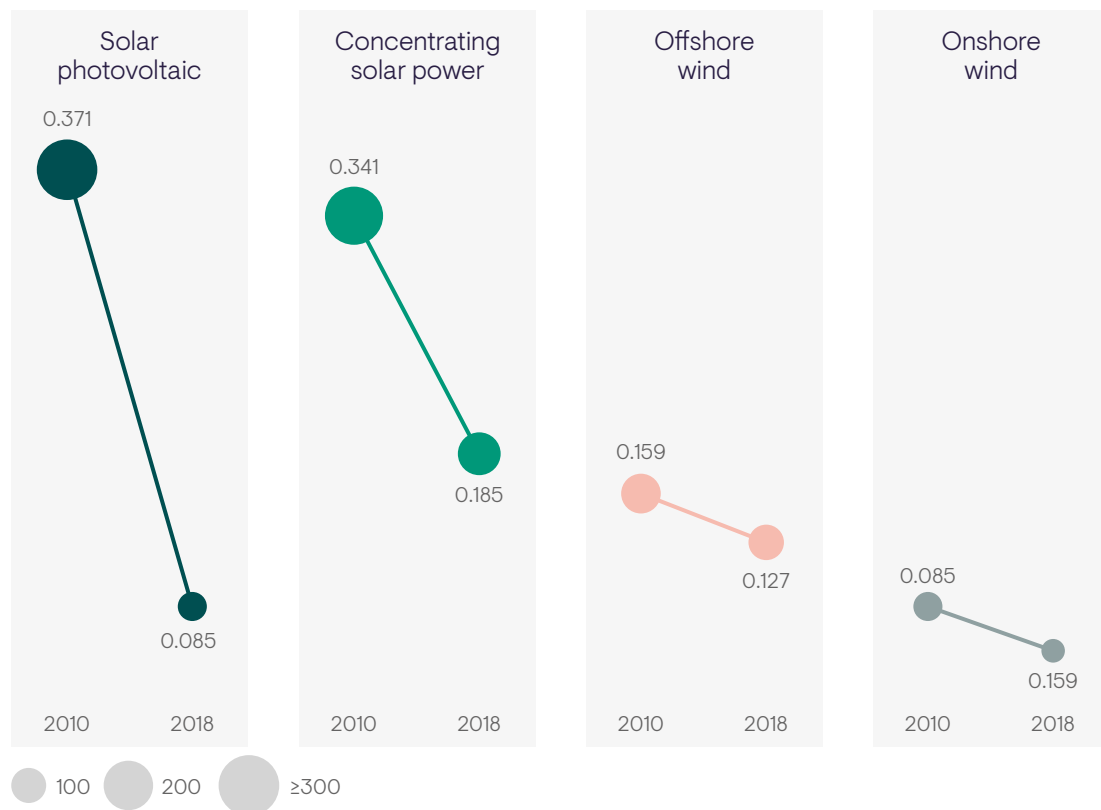 Solar
photovoltaic
0.371
0.085
2010 2018
Concentrating
solar power
0.341
0.185
2010 2018
Offshore
wind
0.159
0.127
2010 2018
Onshore
wind
0.085
0.159
2010 2018
100 200 ≥300